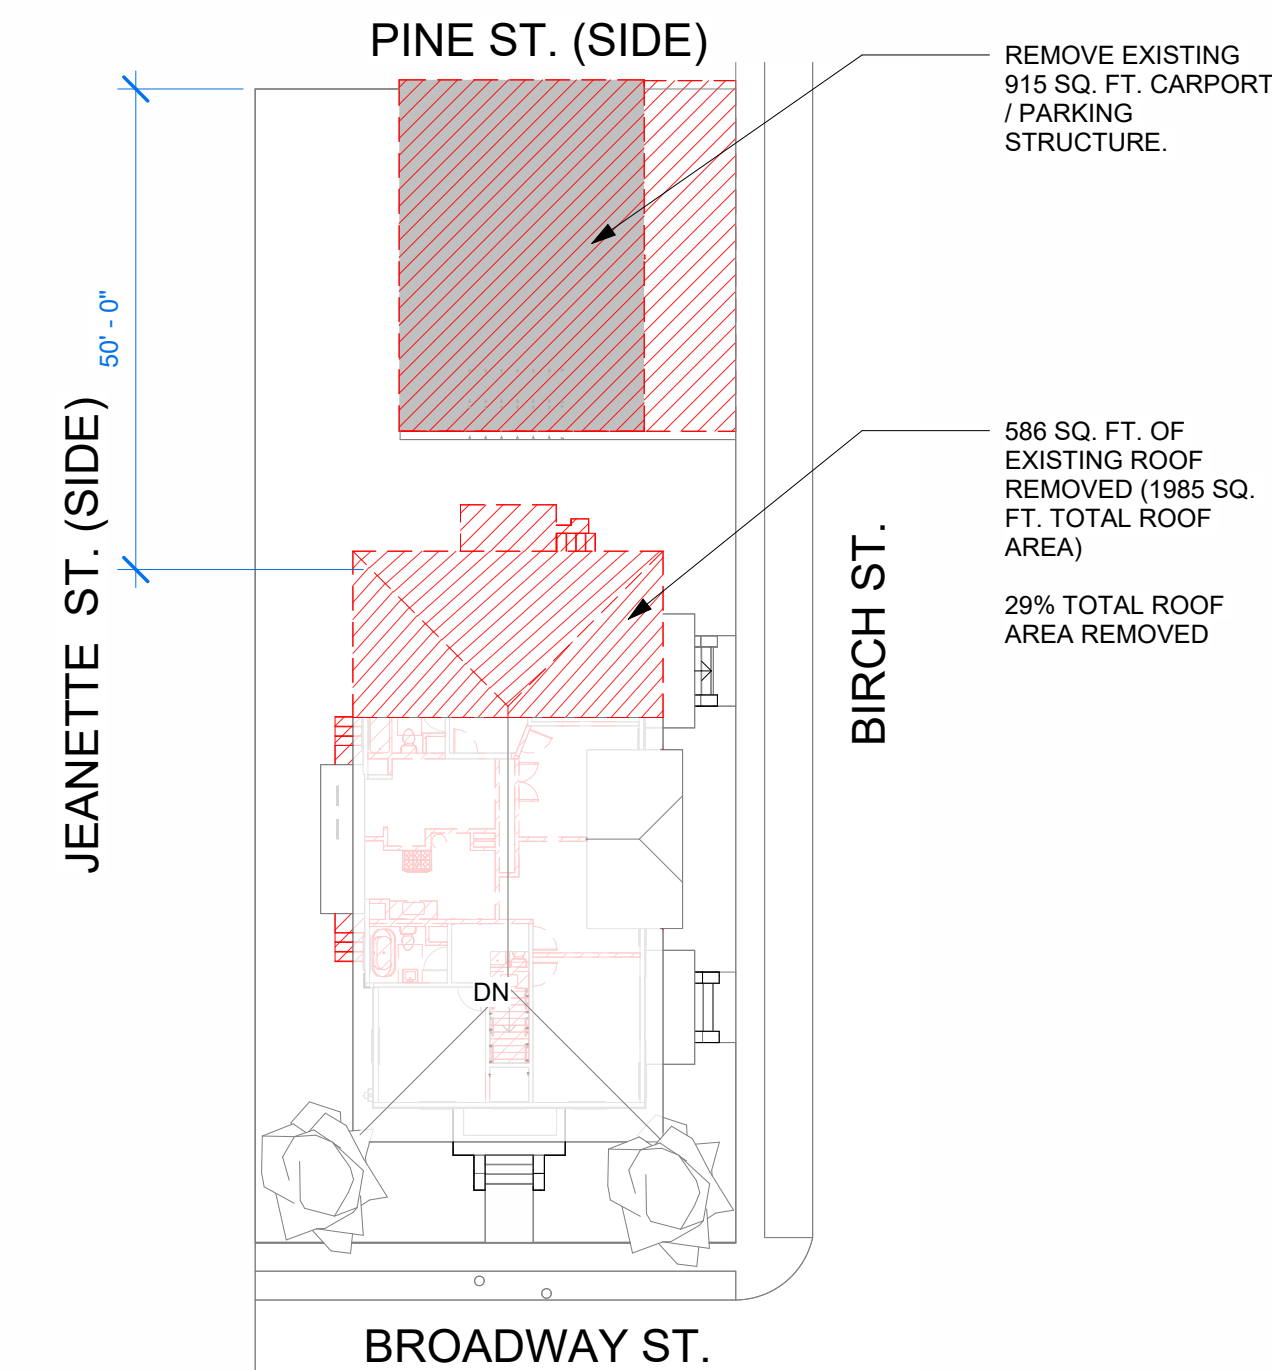 PINE ST. (SIDE)
REMOVE EXISTING
915 SQ. FT. CARPORT
/ PARKING
STRUCTURE.
50' - 0"
JEANETTE ST. (SIDE)
586 SQ. FT. OF
EXISTING ROOF
REMOVED (1985 SQ.
FT. TOTAL ROOF
AREA)
29% TOTAL ROOF
AREA REMOVED
BIRCH ST.
DN
BROADWAY ST.